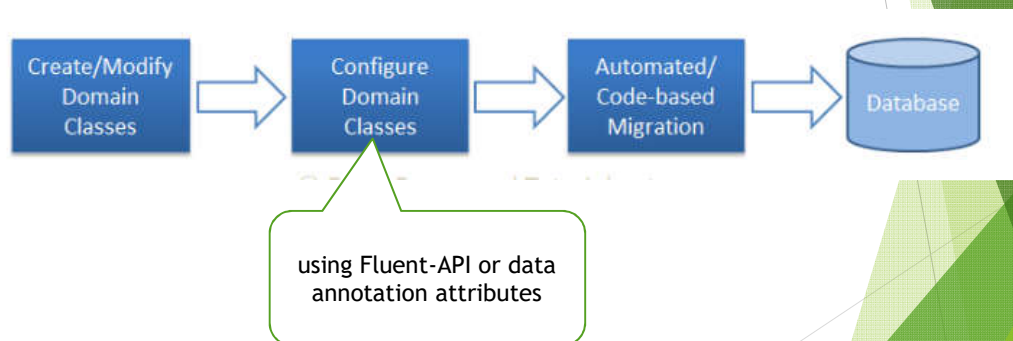 Create/Modify
Domain
Classes
Configure
Domain
Classes
Automated/
Code-based
Migration
Database
using Fluent-API or data
annotation attributes